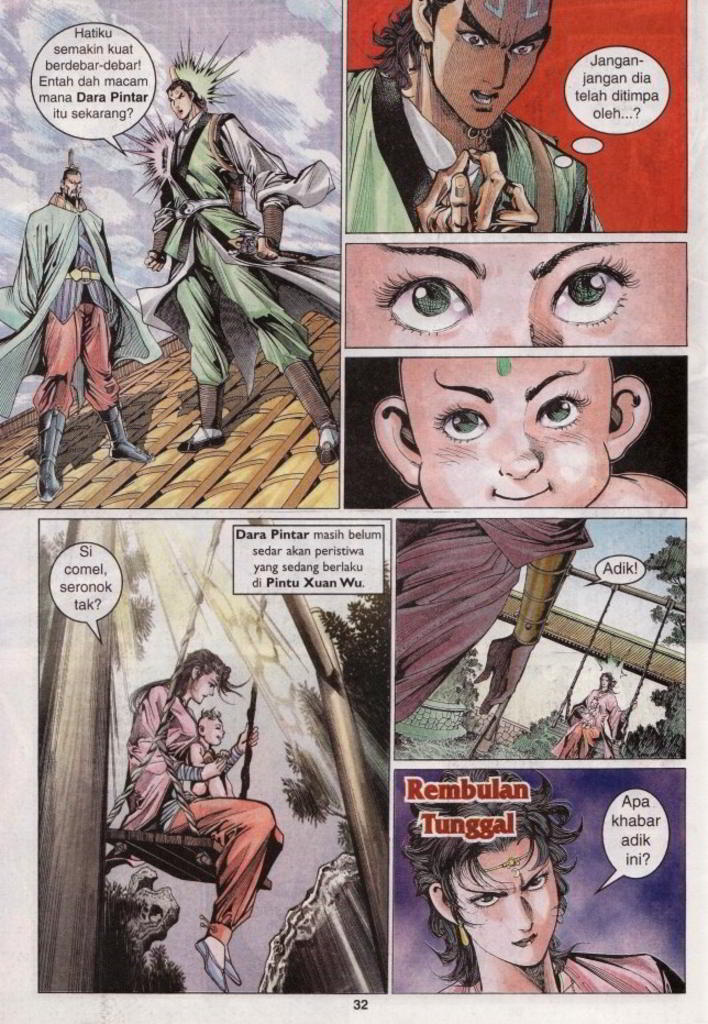 Hatiku
semakin kuat
berdebar-debar!
Entah dah macam
mana Dara Pintar
itu sekarang?
Jangan-
jangan dia
telah ditimpa
oleh...?
Si
comel,
seronok
tak?
Dara Pintar masih belum
sedar akan peristiwa
yang sedang berlaku
di Pintu Xuan Wu.
Adik!
Rembulan
Tunggal
Apa
khabar
adik
ini?
32